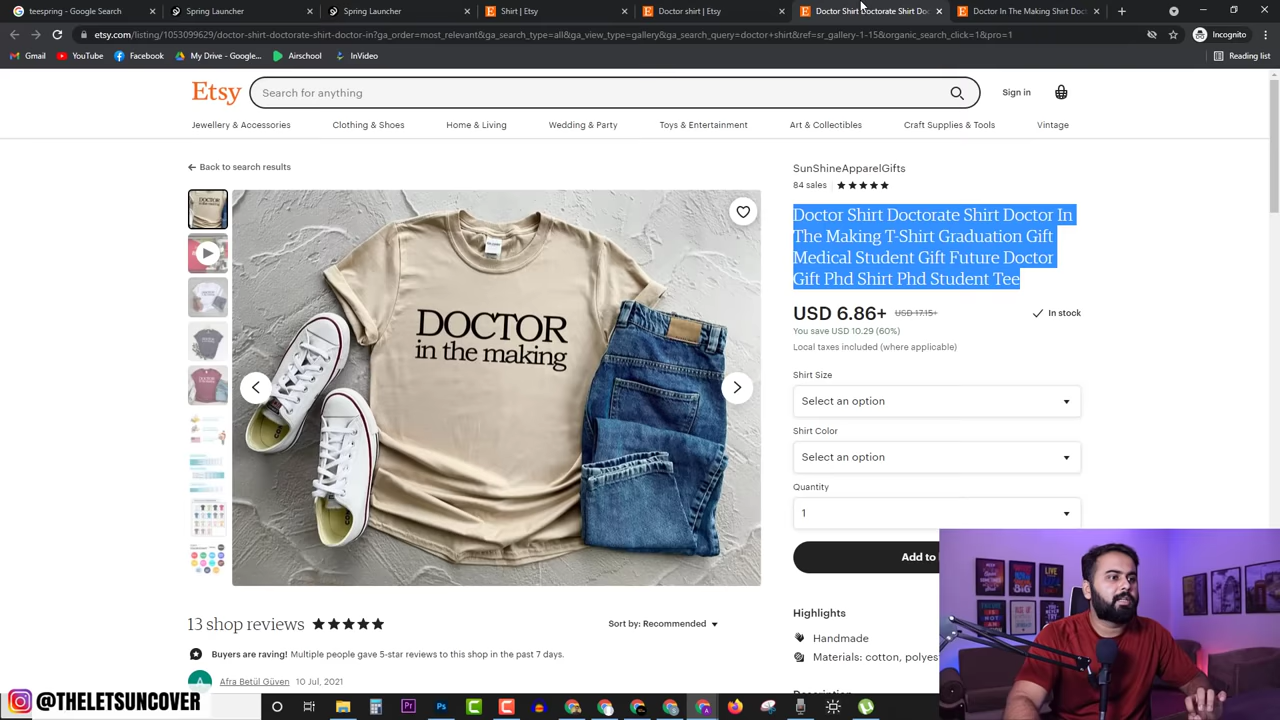 teespring - Google Search
Spring Launcher
Spring Launcher
Shirt | Etsy
Doctor shirt | Etsy
Doctor Shirt Doctorate Shirt Doc
Doctor In The Making Shirt Doct
etsy.com/listing/1053099629/doctor-shirt-doctorate-shirt-doctor-in?ga_order=most_relevant&ga_search_type=all&ga_view_type=gallery&ga_search_query=doctor+shirt&ref=sr_gallery-1-15&organic_search_click=1&pro=1
Incognito
Gmail
YouTube
Facebook
My Drive - Google...
Airschool
InVideo
Reading list
Etsy
Search for anything
Sign in
Jewellery & Accessories
Clothing & Shoes
Home & Living
Wedding & Party
Toys & Entertainment
Art & Collectibles
Craft Supplies & Tools
Vintage
Back to search results
DOCTOR
in the making
SunShineApparelGifts
84 sales
Doctor Shirt Doctorate Shirt Doctor In
The Making T-Shirt Graduation Gift
Medical Student Gift Future Doctor
Gift Phd Shirt Phd Student Tee
USD 6.86+ USD 17.15+
In stock
You save USD 10.29 (60%)
Local taxes included (where applicable)
Shirt Size
Select an option
Shirt Color
Select an option
Quantity
1
Add to
Highlights
Handmade
Materials: cotton, polyes
Description
13 shop reviews
Sort by: Recommended
Buyers are raving! Multiple people gave 5-star reviews to this shop in the past 7 days.
A
Afra Betül Güven 10 Jul, 2021
@THELETSUNCOVER